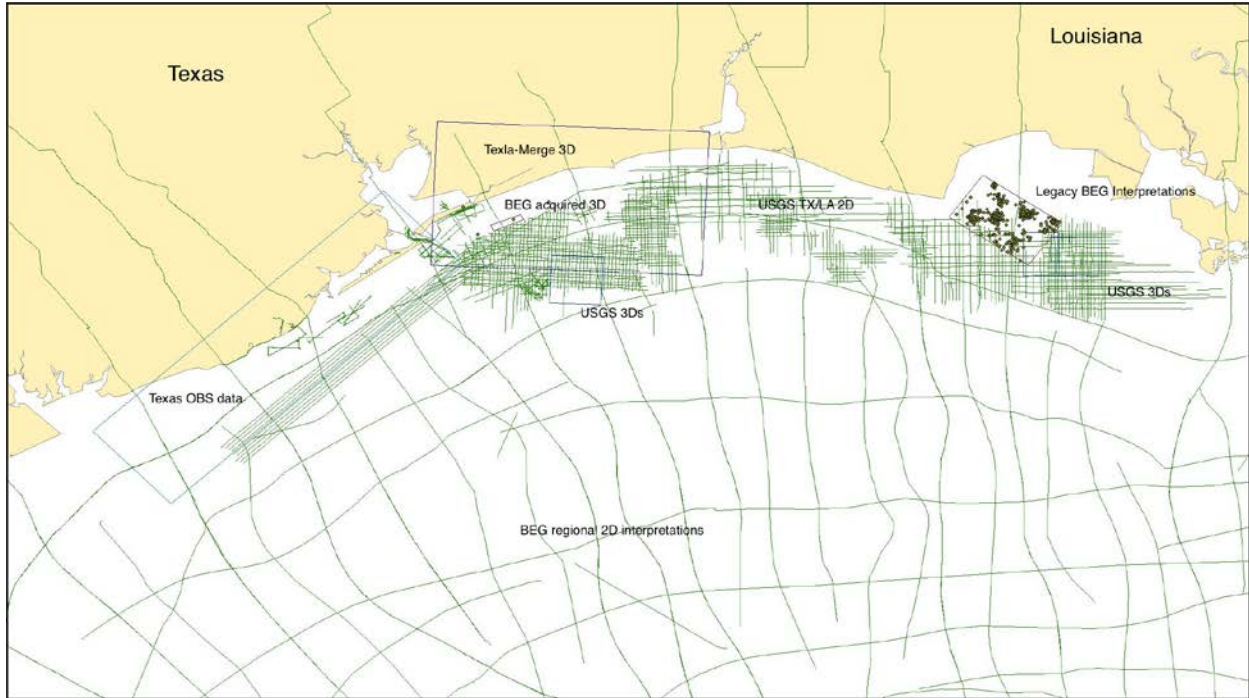 Louisiana
Texas
Texla-Merge 3D
Legacy BEG Interpretations
BEG acquired 3D
USGS TX/LA 2D
USGS 3Ds
USGS 3Ds
Texas OBS data
BEG regional 2D interpretations